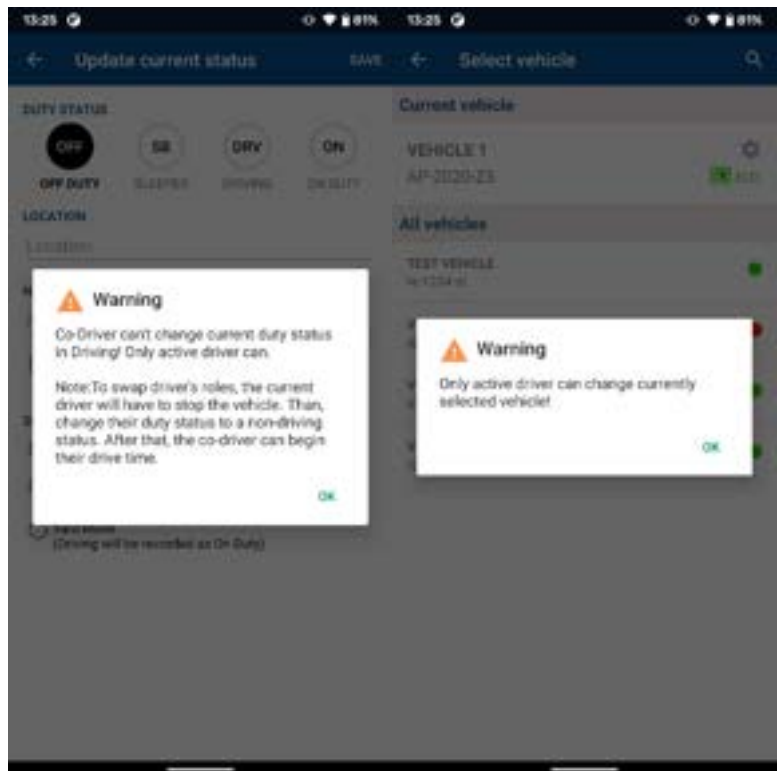 13:25
81%
Update current status
SAVE
DUTY STATUS
OFF
SB
DRV
ON
OFF DUTY
SLEEPER
DRIVING
ON DUTY
LOCATION
Location
Warning
Co-Driver can't change current duty status
in Driving! Only active driver can.
Note:To swap driver's roles, the current
driver will have to stop the vehicle. Than,
change their duty status to a non-driving
status. After that, the co-driver can begin
their drive time.
OK
(Driving will be recorded as On Duty)
13:25
81%
Select vehicle
Current vehicle
VEHICLE 1
AP-2020-ZS
All vehicles
TEST VEHICLE
Warning
Only active driver can change currently
selected vehicle!
OK